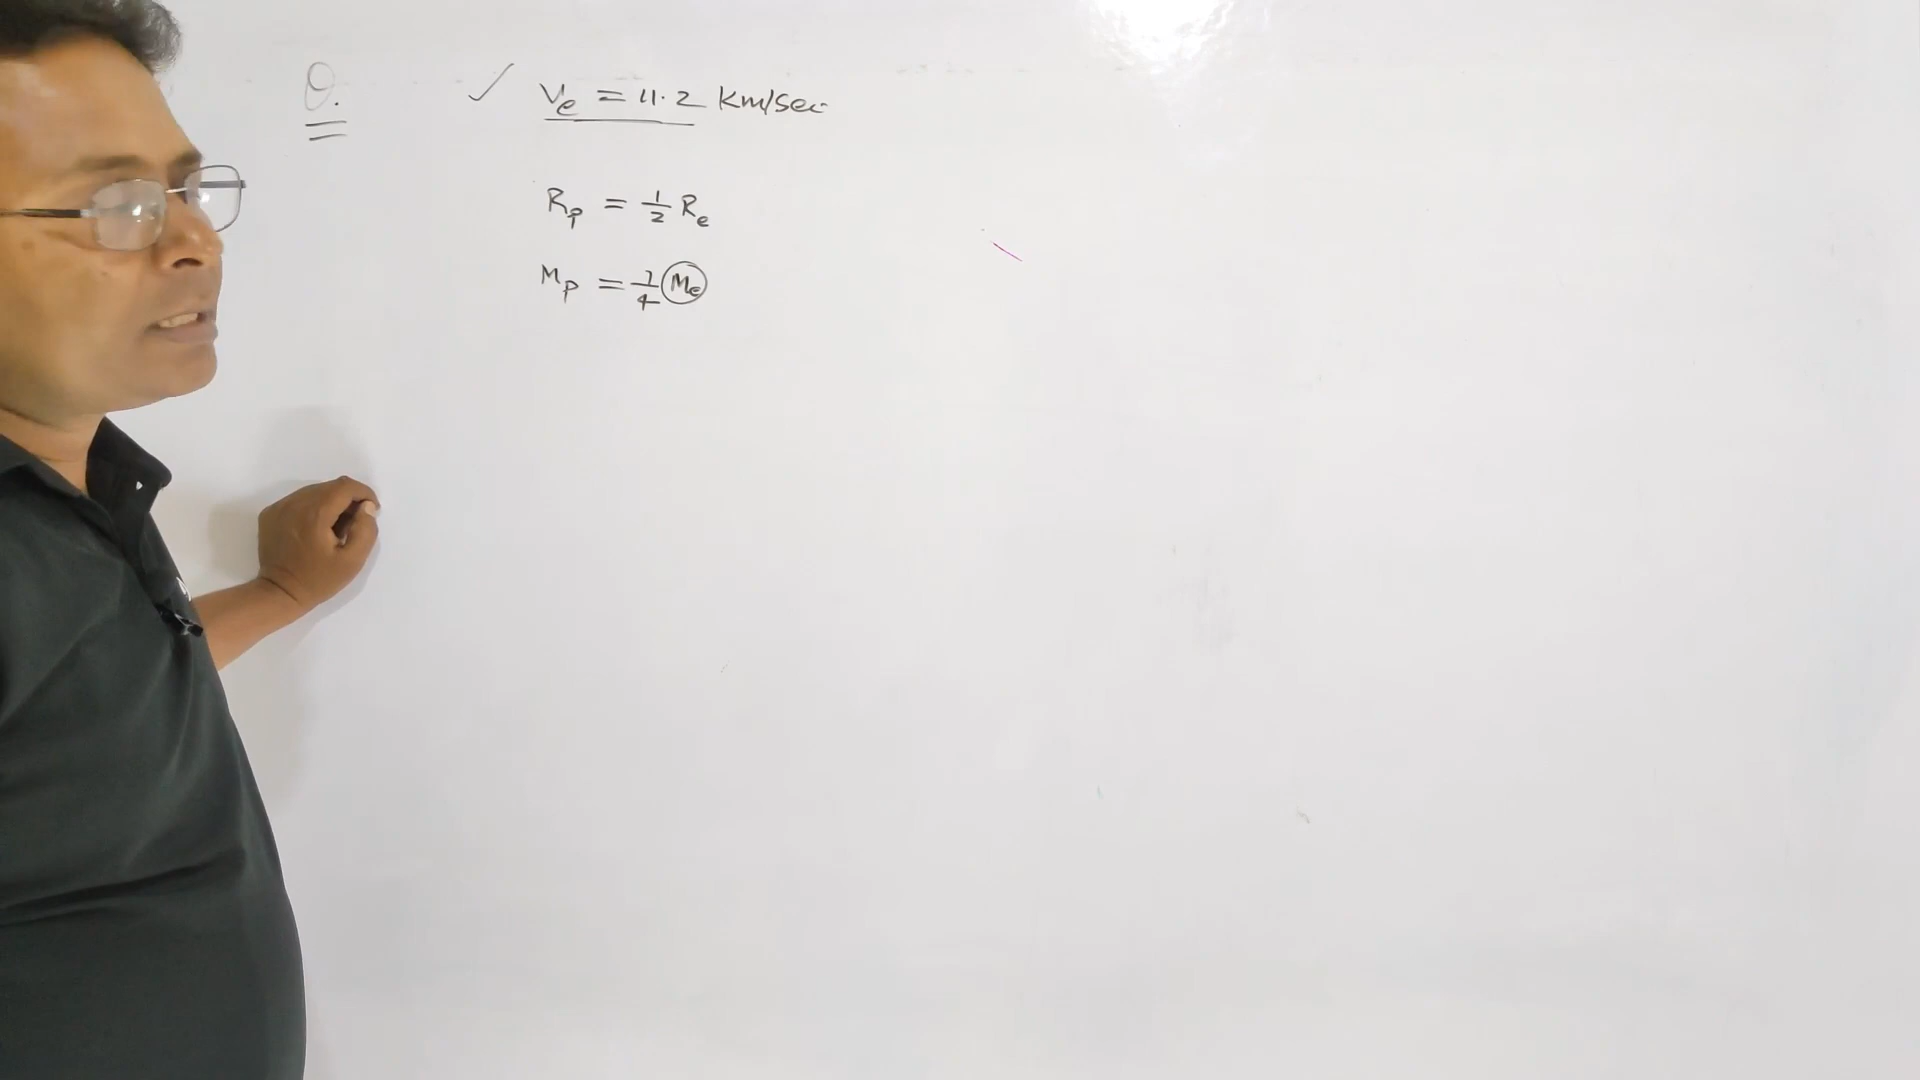 Q. ✓ Ve = 11.2 Km/sec
Rp = 1/2 Re
Mp = 1/4 Me